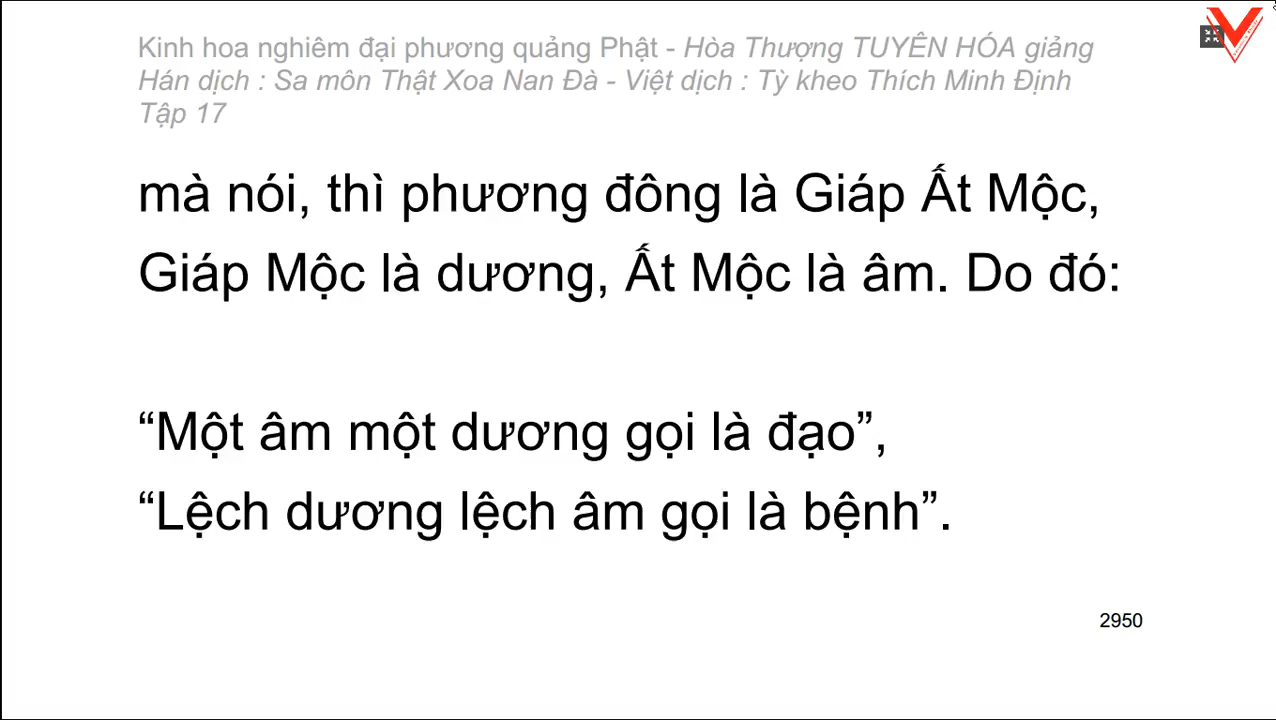 Kinh hoa nghiêm đại phương quảng Phật - Hòa Thượng TUYÊN HÓA giảng
Hán dịch : Sa môn Thật Xoa Nan Đà - Việt dịch : Tỳ kheo Thích Minh Định
Tập 17
mà nói, thì phương đông là Giáp Ất Mộc,
Giáp Mộc là dương, Ất Mộc là âm. Do đó:
“Một âm một dương gọi là đạo”,
“Lệch dương lệch âm gọi là bệnh”.
2950